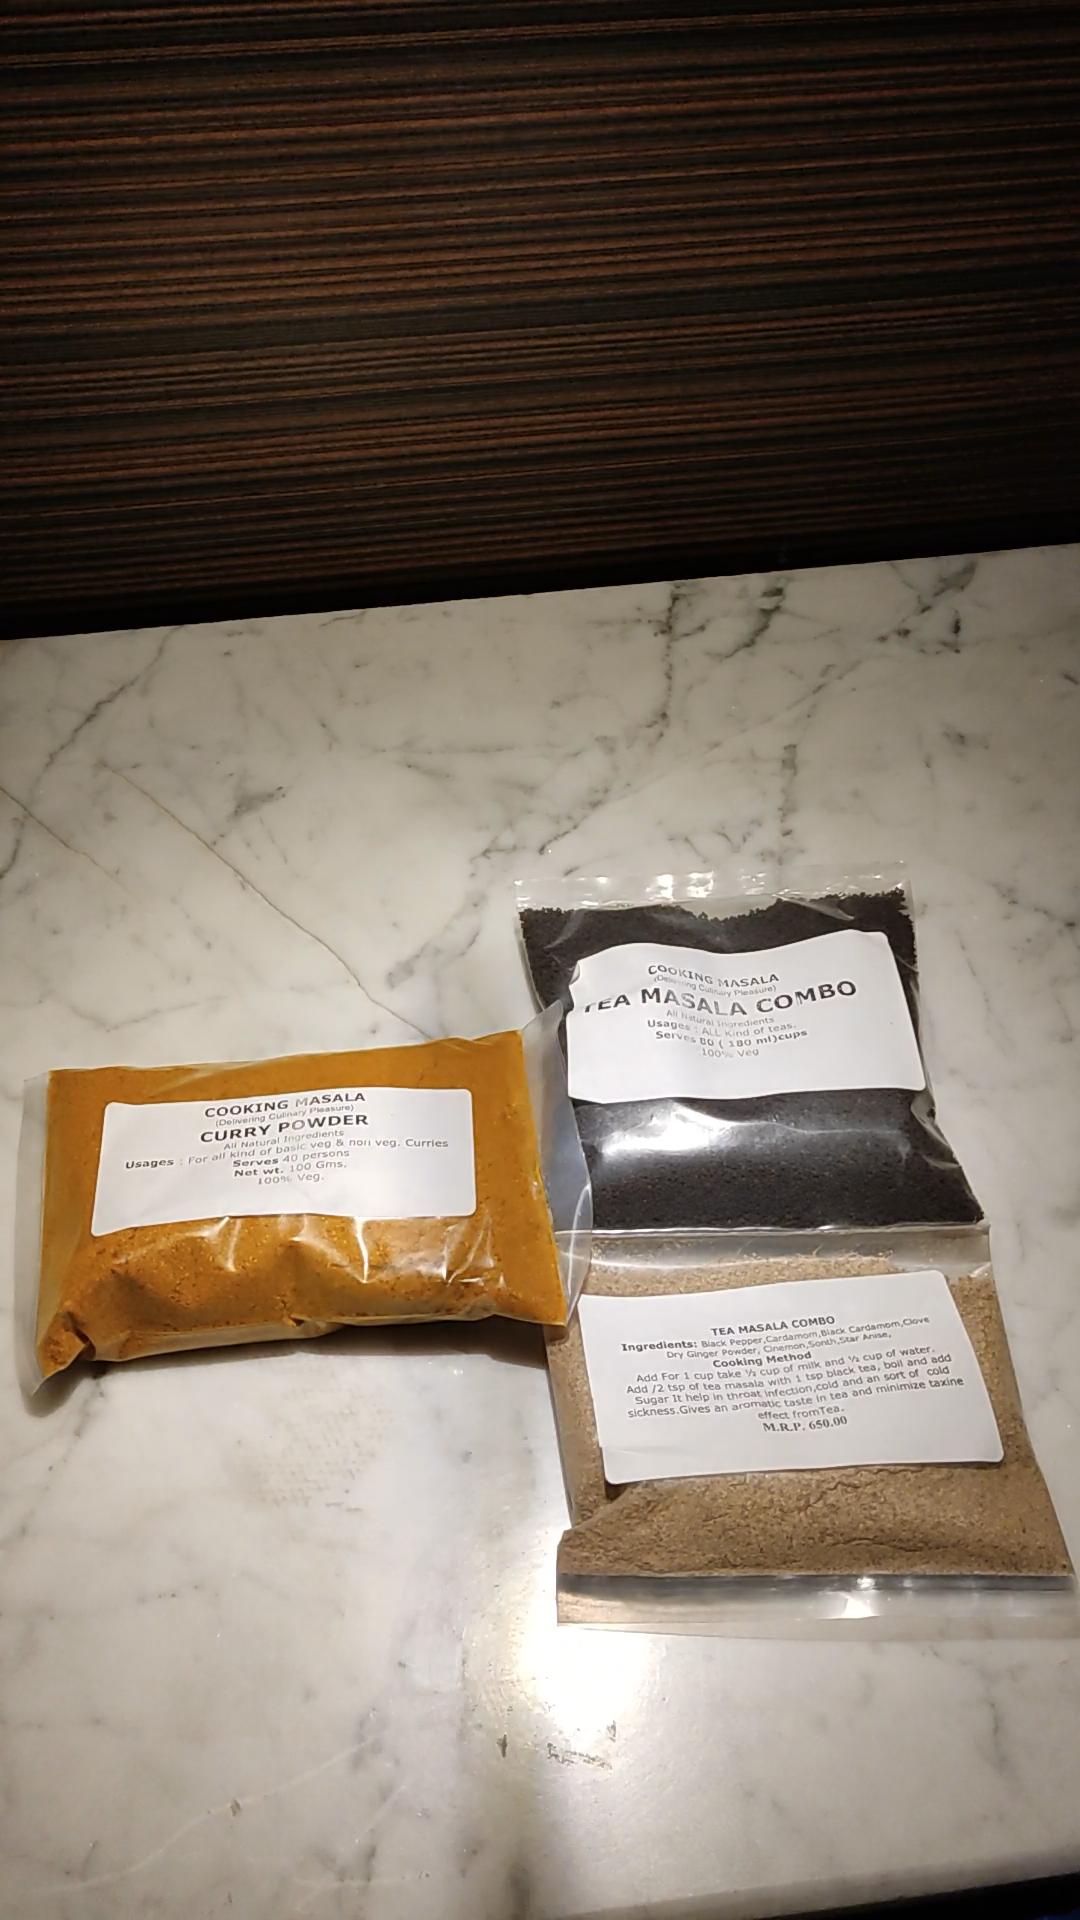 COOKING MASALA
(Delivering Culinary Pleasure)
TEA MASALA COMBO
All Natural Ingredients
Usages : ALL Kind of teas.
Serves 80 ( 180 ml)cups
100% Veg
COOKING MASALA
(Delivering Culinary Pleasure)
CURRY POWDER
All Natural Ingredients
Usages : For all kind of basic veg & non veg. Curries
Serves 40 persons
Net wt. 100 Gms.
100% Veg.
TEA MASALA COMBO
Ingredients: Black Pepper,Cardamom,Black Cardamom,Clove
Dry Ginger Powder, Cinemon,Sonth,Star Anise,
Cooking Method
Add For 1 cup take ½ cup of milk and ½ cup of water.
Add /2 tsp of tea masala with 1 tsp black tea, boil and add
Sugar It help in throat infection,cold and an sort of cold
sickness.Gives an aromatic taste in tea and minimize taxine
effect fromTea.
M.R.P. 650.00